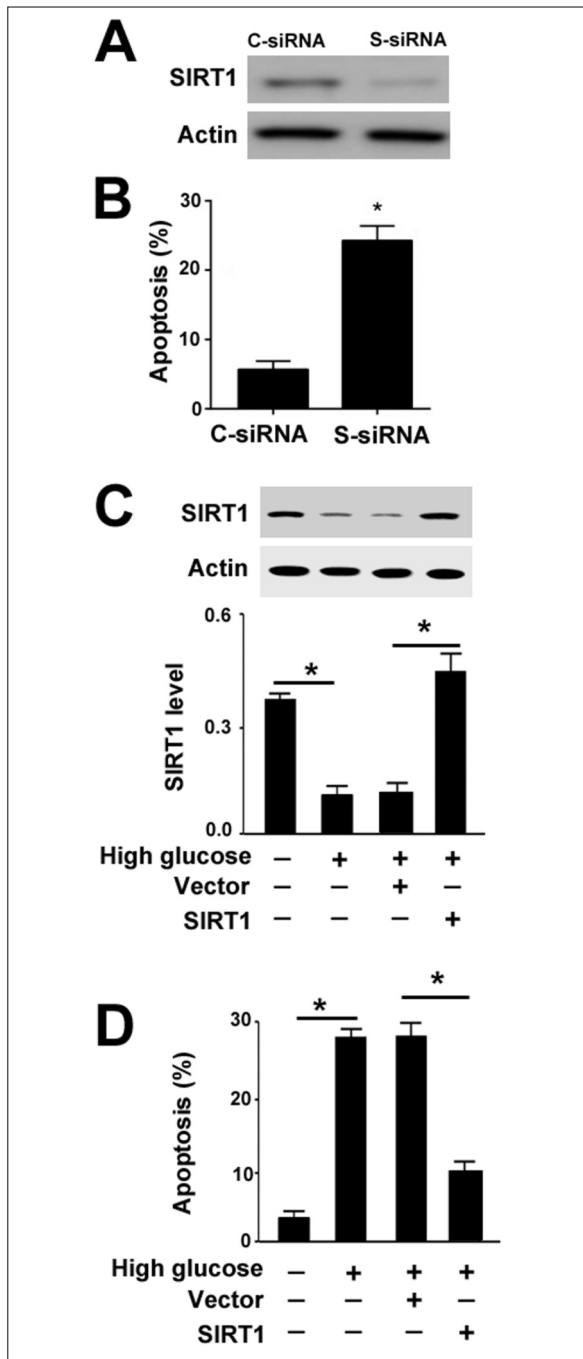 A
C-siRNA S-siRNA
SIRT1
Actin
B
Apoptosis (%)
30
*
20
10
0
C-siRNA S-siRNA
C
SIRT1
Actin
SIRT1 level
0.6
*
*
0.3
0.0
High glucose – + + +
Vector – – + –
SIRT1 – – – +
D
Apoptosis (%)
*
*
30
20
10
0
High glucose – + + +
Vector – – + –
SIRT1 – – – +